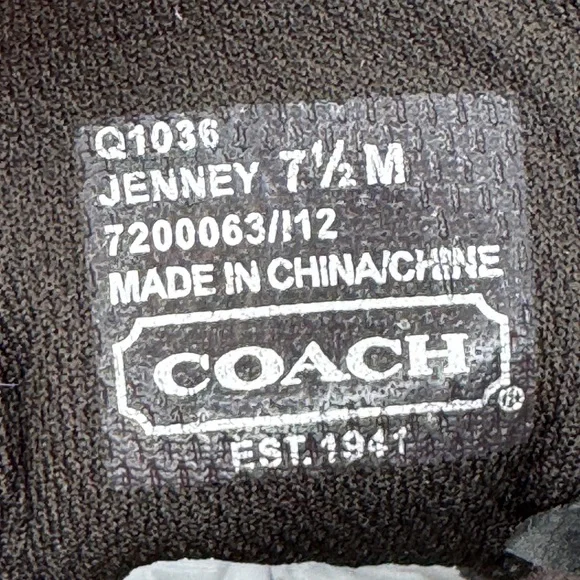 Q1036
JENNEY 7½ M
7200063//I12
MADE IN CHINA/CHINE
COACH ®
EST. 1941